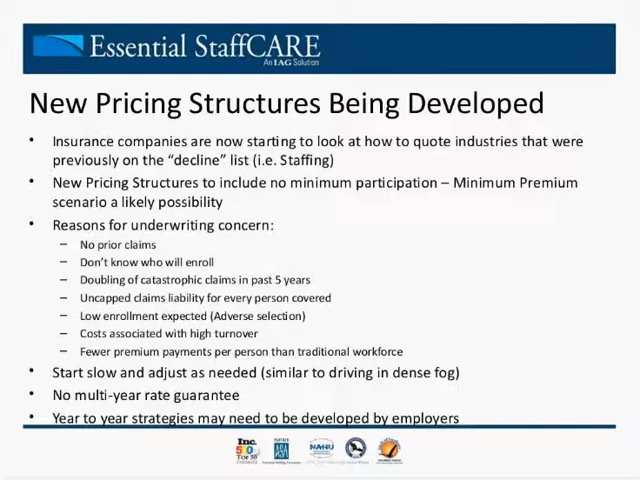 Essential StaffCARE
An IAG Solution
New Pricing Structures Being Developed
• Insurance companies are now starting to look at how to quote industries that were
previously on the “decline” list (i.e. Staffing)
• New Pricing Structures to include no minimum participation – Minimum Premium
scenario a likely possibility
• Reasons for underwriting concern:
– No prior claims
– Don’t know who will enroll
– Doubling of catastrophic claims in past 5 years
– Uncapped claims liability for every person covered
– Low enrollment expected (Adverse selection)
– Costs associated with high turnover
– Fewer premium payments per person than traditional workforce
• Start slow and adjust as needed (similar to driving in dense fog)
• No multi-year rate guarantee
• Year to year strategies may need to be developed by employers
Inc.
500
TOP 50
PARTNER
ASA
NAHU